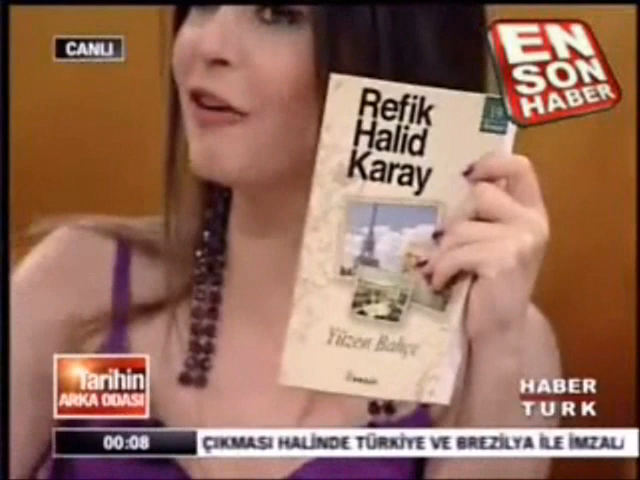 CANLI
EN
SON
HABER
Refik
Halid
Karay
Yüzen Bahçe
Tarihin
ARKA ODASI
HABER
TURK
00:08
ÇIKMASI HALİNDE TÜRKİYE VE BREZİLYA İLE İMZALA